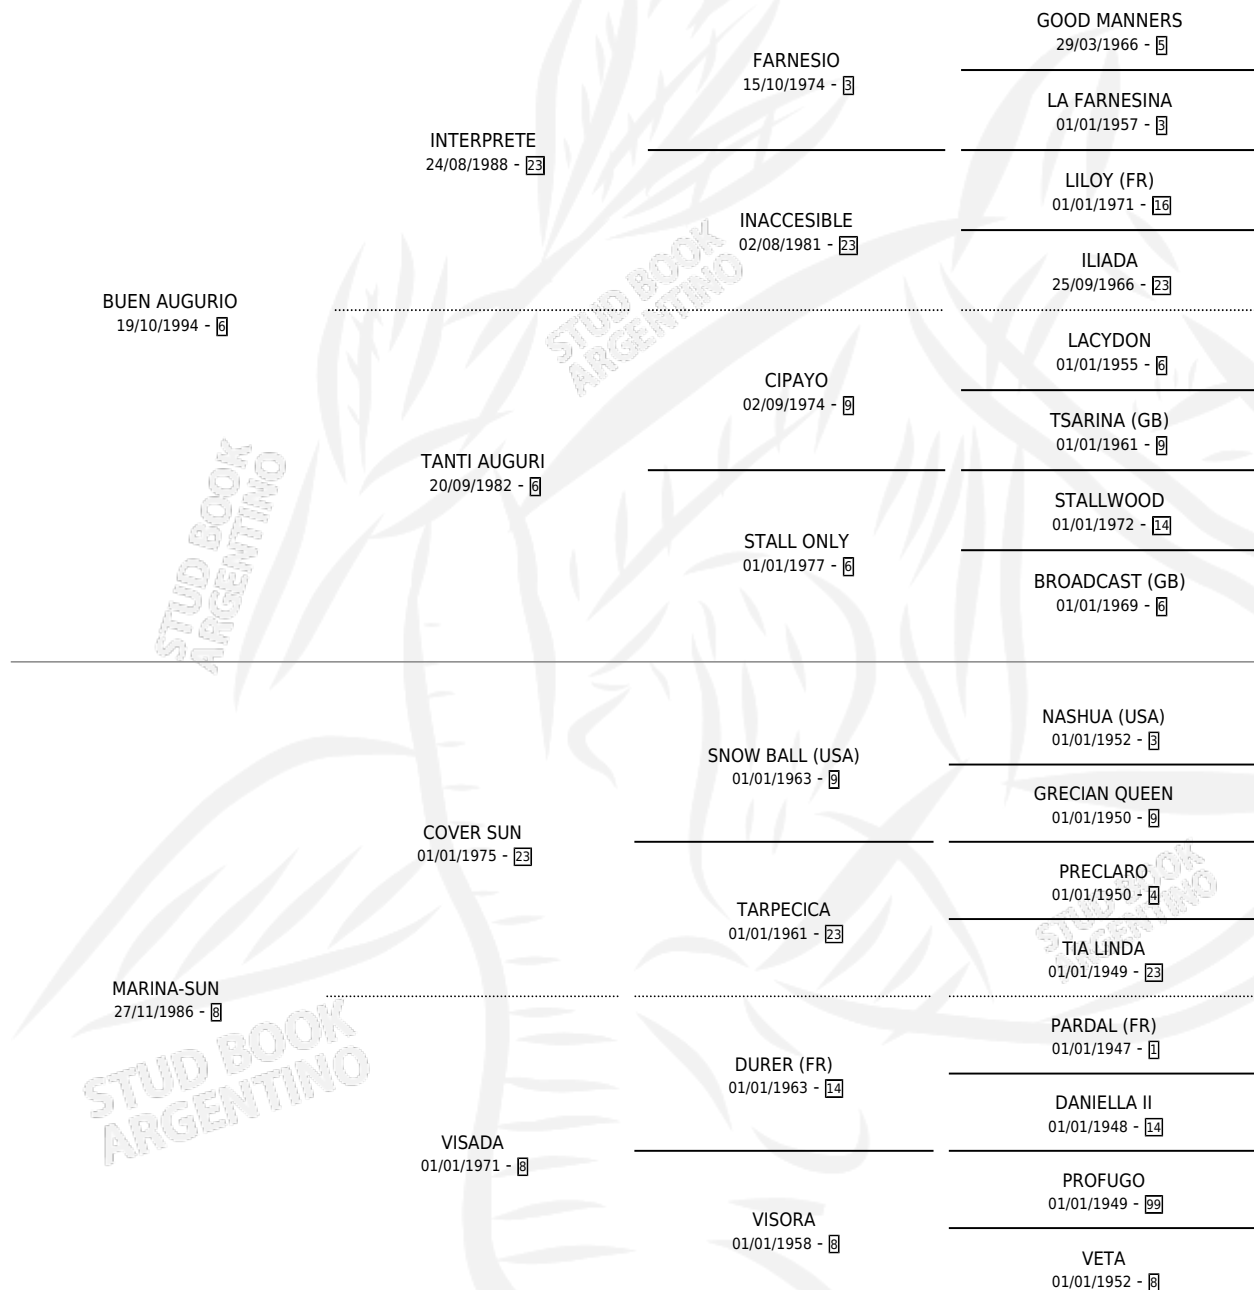 GOOD MANNERS
29/03/1966 - 5
FARNESIO
15/10/1974 - 3
LA FARNESINA
01/01/1957 - 3
INTERPRETE
24/08/1988 - 23
LILOY (FR)
01/01/1971 - 16
INACCESIBLE
02/08/1981 - 23
ILIADA
25/09/1966 - 23
BUEN AUGURIO
19/10/1994 - 6
LACYDON
01/01/1955 - 6
CIPAYO
02/09/1974 - 9
TSARINA (GB)
01/01/1961 - 9
TANTI AUGURI
20/09/1982 - 6
STALLWOOD
01/01/1972 - 14
STALL ONLY
01/01/1977 - 6
BROADCAST (GB)
01/01/1969 - 6
NASHUA (USA)
01/01/1952 - 3
SNOW BALL (USA)
01/01/1963 - 9
GRECIAN QUEEN
01/01/1950 - 9
COVER SUN
01/01/1975 - 23
PRECLARO
01/01/1950 - 4
TARPECICA
01/01/1961 - 23
TIA LINDA
01/01/1949 - 23
MARINA-SUN
27/11/1986 - 8
PARDAL (FR)
01/01/1947 - 1
DURER (FR)
01/01/1963 - 14
DANIELLA II
01/01/1948 - 14
VISADA
01/01/1971 - 8
PROFUGO
01/01/1949 - 99
VISORA
01/01/1958 - 8
VETA
01/01/1952 - 8
STUD BOOK
ARGENTINO
STUD BOOK
ARGENTINO
STUD BOOK
ARGENTINO
STUD BOOK
ARGENTINO